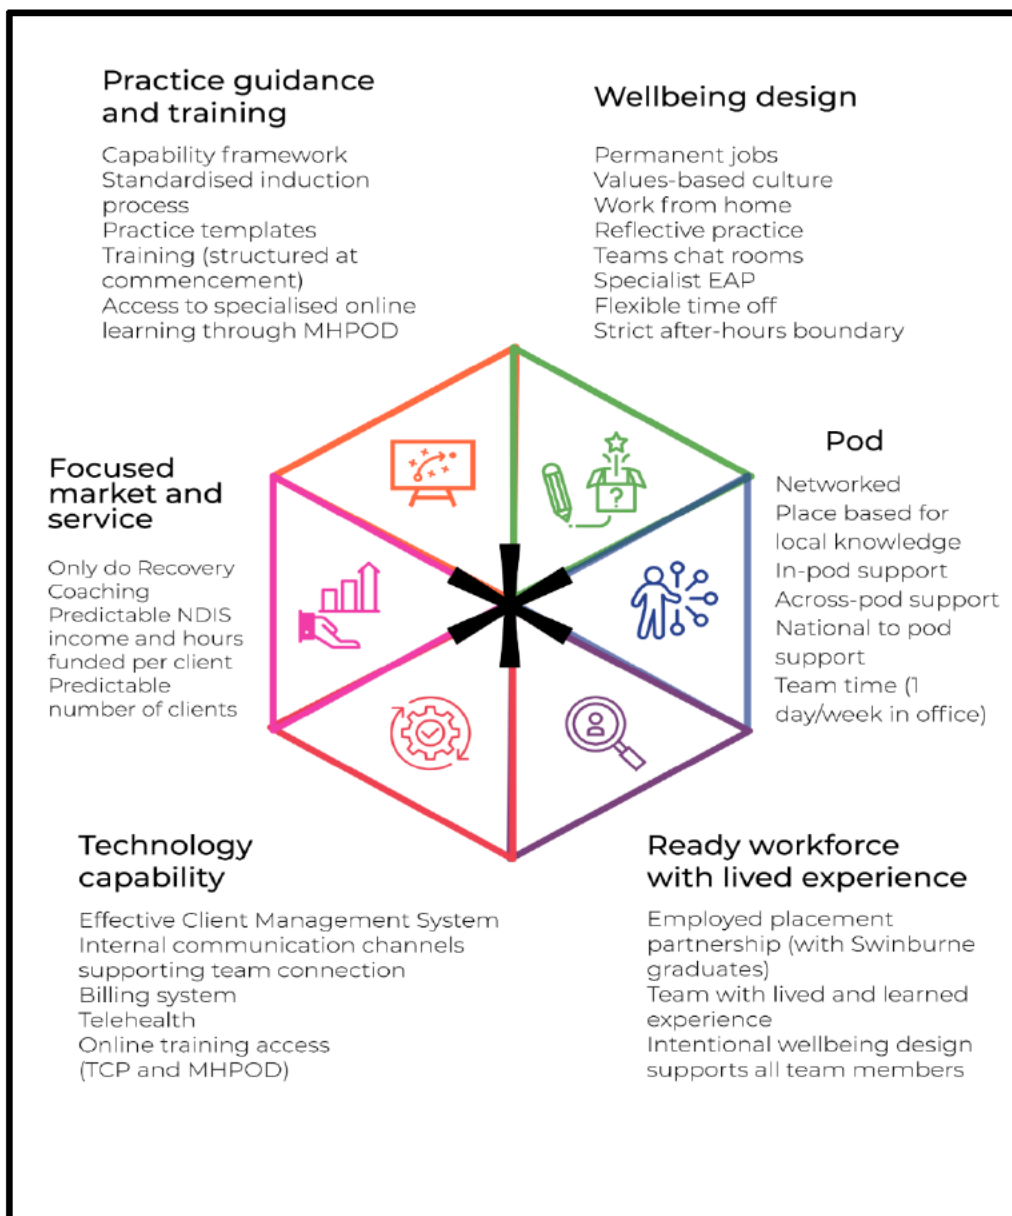 Practice guidance
and training
Capability framework
Standardised induction
process
Practice templates
Training (structured at
commencement)
Access to specialised online
learning through MHPOD
Wellbeing design
Permanent jobs
Values-based culture
Work from home
Reflective practice
Teams chat rooms
Specialist EAP
Flexible time off
Strict after-hours boundary
Focused
market and
service
Only do Recovery
Coaching
Predictable NDIS
income and hours
funded per client
Predictable
number of clients
?
Pod
Networked
Place based for
local knowledge
In-pod support
Across-pod support
National to pod
support
Team time (1
day/week in office)
Technology
capability
Effective Client Management System
Internal communication channels
supporting team connection
Billing system
Telehealth
Online training access
(TCP and MHPOD)
Ready workforce
with lived experience
Employed placement
partnership (with Swinburne
graduates)
Team with lived and learned
experience
Intentional wellbeing design
supports all team members